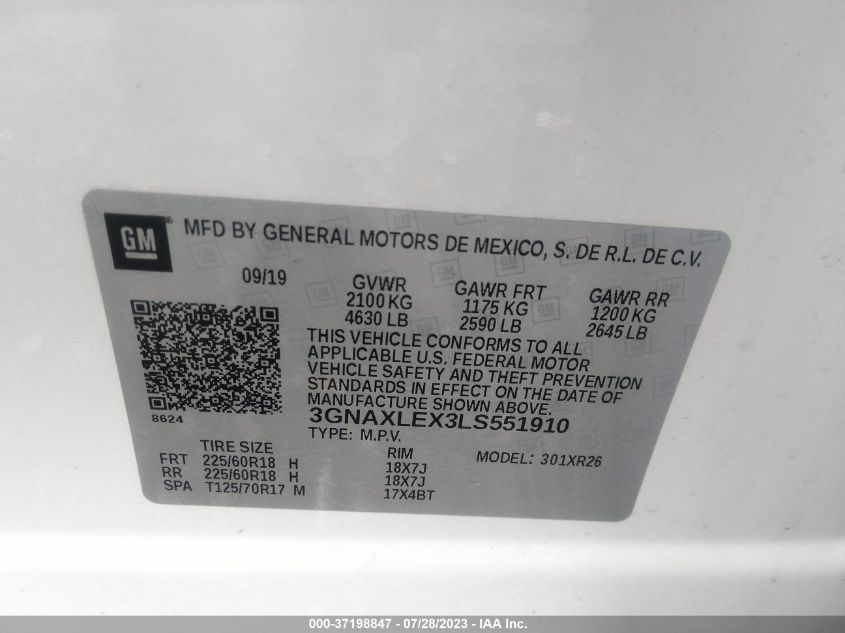 GM ® MFD BY GENERAL MOTORS DE MEXICO, S. DE R.L. DE C.V.
09/19 GVWR GAWR FRT GAWR RR
2100 KG 1175 KG 1200 KG
4630 LB 2590 LB 2645 LB
THIS VEHICLE CONFORMS TO ALL
APPLICABLE U.S. FEDERAL MOTOR
VEHICLE SAFETY AND THEFT PREVENTION
STANDARDS IN EFFECT ON THE DATE OF
MANUFACTURE SHOWN ABOVE.
8624
3GNAXLEX3LS551910
TYPE: M.P.V.
TIRE SIZE RIM MODEL: 301XR26
FRT 225/60R18 H 18X7J
RR 225/60R18 H 18X7J
SPA T125/70R17 M 17X4BT
000-37198847 - 07/28/2023 - IAA Inc.